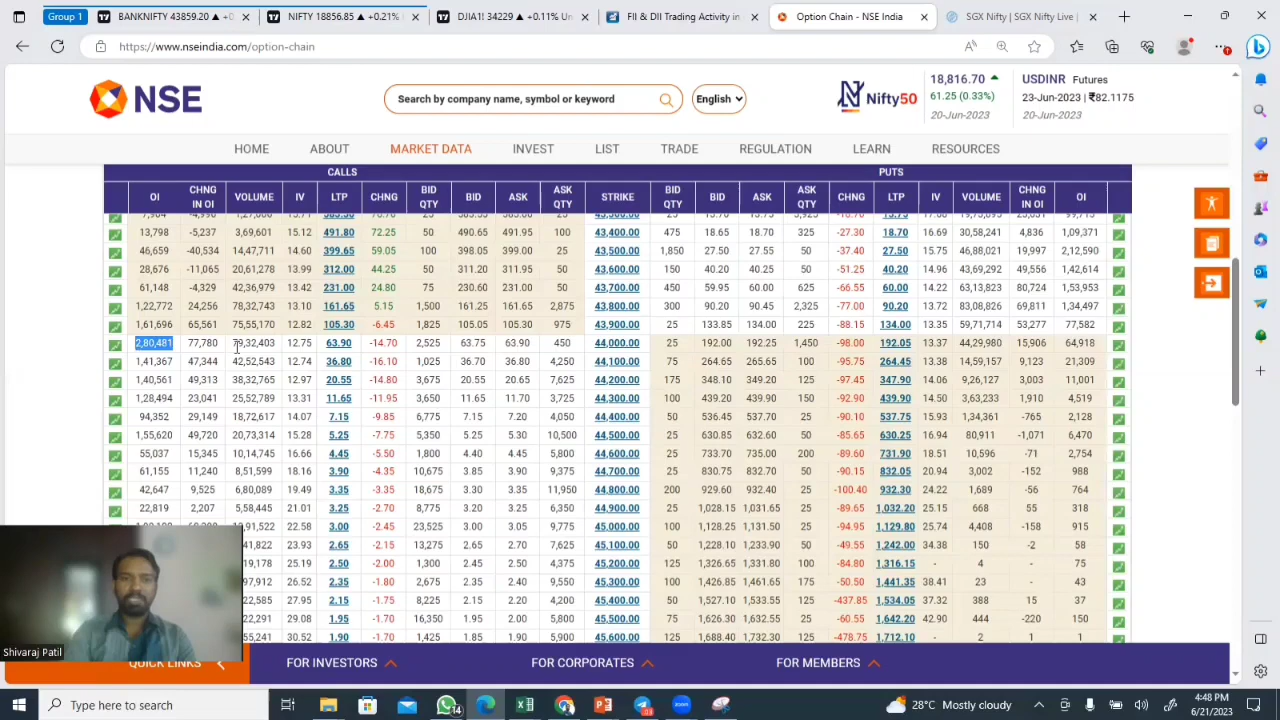 Group 1
BANKNIFTY 43851.2
NIFTY 18856.85 ▲ +0.21
DJIA1! 34229 ▲ +0.11% Un
FII & DII Trading Activity in
Option Chain - NSE India
SGX Nifty | SGX Nifty Live
https://www.nseindia.com/option-chain
NSE
Search by company name, symbol or keyword
English
Nifty50
18,816.70
61.25 (0.33%)
20-Jun-2023
USDINR Futures
23-Jun-2023 | ₹82.1175
20-Jun-2023
HOME ABOUT MARKET DATA INVEST LIST TRADE REGULATION LEARN RESOURCES
CALLS PUTS
OI CHNG IN OI VOLUME IV LTP CHNG BID QTY BID ASK ASK QTY STRIKE BID QTY BID ASK ASK QTY CHNG LTP IV VOLUME CHNG IN OI OI
13,798 -5,237 3,69,601 15.12 491.80 72.25 50 490.65 491.95 100 43,400.00 475 18.65 18.70 325 -27.30 18.70 16.69 30,58,241 4,836 1,09,371
46,659 -40,534 14,47,711 14.60 399.65 59.05 100 398.05 400.00 25 43,500.00 1,850 27.50 27.55 50 -37.40 27.50 15.75 46,88,021 19,997 2,12,590
28,676 -11,065 20,61,278 13.99 312.00 44.25 50 311.20 311.95 50 43,600.00 150 40.20 40.25 50 -51.25 40.20 14.96 43,69,292 49,556 1,42,614
61,148 -4,329 42,36,979 13.42 231.00 24.80 75 230.60 231.00 50 43,700.00 450 59.95 60.00 625 -66.55 60.00 14.22 63,13,823 80,724 1,53,953
1,22,772 24,256 78,32,743 13.10 161.65 5.15 1,500 161.25 161.65 2,875 43,800.00 300 90.20 90.45 2,325 -77.00 90.20 13.72 83,08,826 69,811 1,34,497
1,61,696 65,561 75,55,170 12.82 105.30 -6.45 1,825 105.05 105.30 975 43,900.00 25 133.85 134.00 225 -88.15 134.00 13.38 59,71,714 53,277 77,582
2,80,481 77,780 79,32,403 12.75 63.90 -14.70 2,525 63.75 63.90 450 44,000.00 25 192.00 192.25 1,450 -98.00 192.05 13.37 44,29,980 15,906 64,918
1,41,367 47,344 42,52,543 12.74 36.80 -16.10 1,025 36.70 36.80 4,250 44,100.00 75 264.65 265.65 100 -95.75 264.45 13.38 14,59,157 9,123 21,309
1,40,561 49,313 38,32,765 12.97 20.55 -14.80 3,675 20.55 20.65 7,625 44,200.00 175 348.10 349.20 125 -97.45 347.90 14.06 9,26,127 3,003 11,001
1,28,494 23,041 25,52,789 13.31 11.65 -11.95 3,650 11.65 11.70 3,725 44,300.00 100 439.20 439.90 150 -92.90 439.90 14.50 3,63,233 1,910 4,519
94,352 29,149 18,72,617 14.07 7.15 -9.85 6,775 7.15 7.20 4,050 44,400.00 50 536.45 537.70 25 -90.10 537.75 15.93 1,34,361 -765 2,128
1,55,620 49,720 20,73,314 15.28 5.25 -7.75 5,350 5.25 5.30 10,500 44,500.00 25 630.85 632.60 50 -85.65 630.25 16.94 80,911 -1,071 6,470
55,037 15,345 10,14,745 16.66 4.45 -5.50 5,350 1,800 4.40 4.45 5,800 44,600.00 25 733.70 735.00 200 -89.60 731.90 18.51 10,596 -71 2,754
61,155 11,240 8,51,599 18.16 3.90 -4.35 10,675 3.85 3.90 9,375 44,700.00 25 830.75 832.70 50 -90.15 832.05 20.94 3,002 -152 988
42,647 9,525 6,80,089 19.49 3.35 -3.35 18,675 3.30 3.35 11,950 44,800.00 200 929.60 932.40 25 -100.40 932.30 24.22 1,689 -56 764
22,819 2,207 5,58,445 21.01 3.25 -2.70 8,775 3.20 3.25 6,350 44,900.00 25 1,028.15 1,031.65 25 -89.65 1,032.20 25.15 668 55 318
22.58 3.00 -2.45 23,525 3.00 3.05 9,775 45,000.00 100 1,128.25 1,131.50 25 -94.95 1,129.80 25.74 4,408 -158 915
41,822 23.93 2.65 -2.15 13,275 2.65 2.70 7,625 45,100.00 50 1,228.10 1,233.90 50 -49.55 1,242.00 34.38 150 -2 58
19,178 25.19 2.50 -2.00 1,300 2.45 2.50 4,375 45,200.00 125 1,326.65 1,331.80 100 -84.80 1,316.15 - 4 - 75
97,912 26.52 2.35 -1.80 2,675 2.35 2.40 9,550 45,300.00 100 1,426.85 1,461.65 175 -50.50 1,441.35 38.41 23 - 43
22,585 27.95 2.15 -1.75 8,225 2.15 2.20 4,200 45,400.00 50 1,527.10 1,533.55 125 -437.85 1,534.05 37.32 388 15 37
22,291 29.08 1.95 -1.70 16,350 1.95 2.00 5,800 45,500.00 75 1,626.30 1,632.55 25 -60.55 1,642.20 42.90 444 -220 150
55,241 30.52 1.90 -1.70 1,425 1.85 1.90 5,900 45,600.00 125 1,688.40 1,732.30 125 -478.75 1,712.10 - 2 1 1
Shivaraj Patil
QUICK LINKS FOR INVESTORS FOR CORPORATES FOR MEMBERS
Type here to search
28°C Mostly cloudy
4:48 PM
6/21/2023